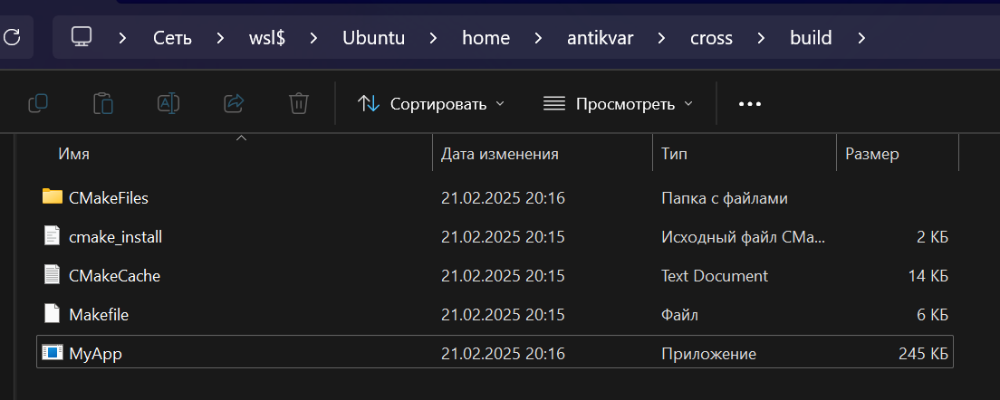 Сеть > wsl$ > Ubuntu > home > antikvar > cross > build >
Сортировать Просмотреть
Имя Дата изменения Тип Размер
CMakeFiles 21.02.2025 20:16 Папка с файлами
cmake_install 21.02.2025 20:15 Исходный файл CMa... 2 КБ
CMakeCache 21.02.2025 20:15 Text Document 14 КБ
Makefile 21.02.2025 20:15 Файл 6 КБ
MyApp 21.02.2025 20:16 Приложение 245 КБ